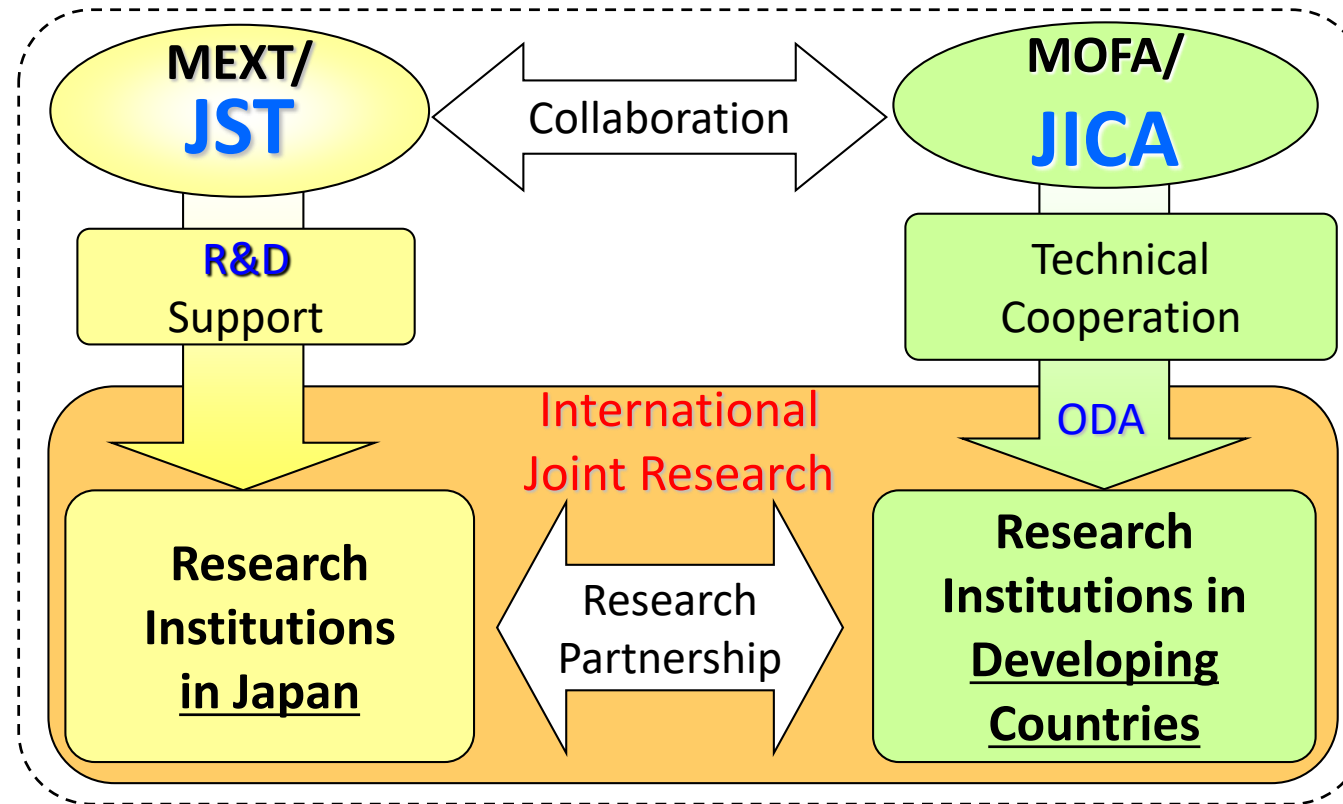 MEXT/
JST
Collaboration
MOFA/
JICA
R&D
Support
Technical
Cooperation
ODA
International
Joint Research
Research
Institutions
in Japan
Research
Partnership
Research
Institutions in
Developing
Countries